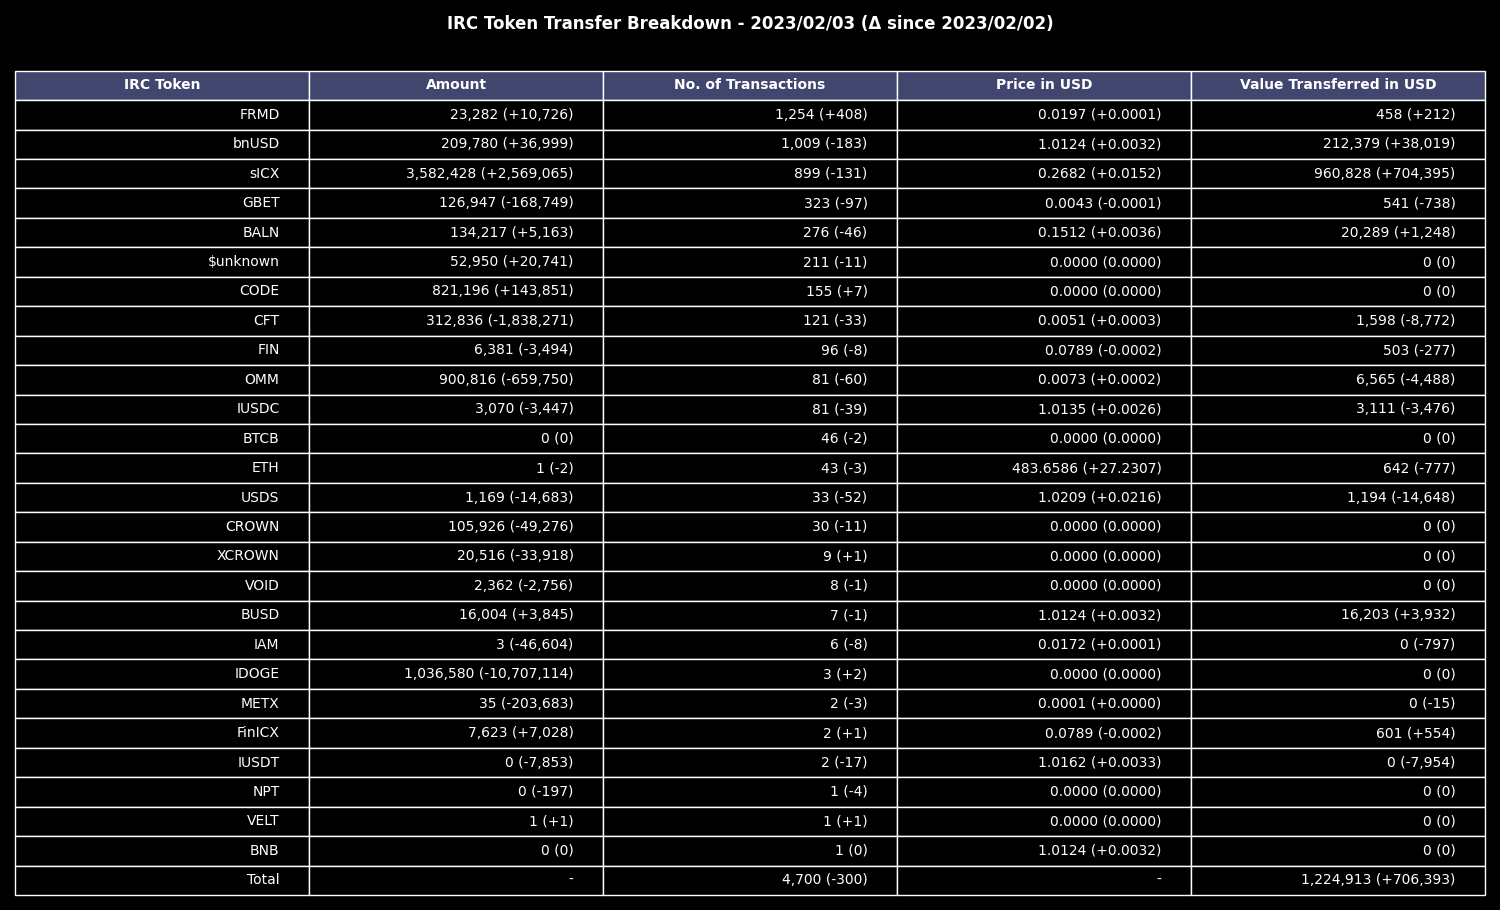 IRC Token Transfer Breakdown - 2023/02/03 (Δ since 2023/02/02)
IRC Token Amount No. of Transactions Price in USD Value Transferred in USD
FRMD 23,282 (+10,726) 1,254 (+408) 0.0197 (+0.0001) 458 (+212)
bnUSD 209,780 (+36,999) 1,009 (-183) 1.0124 (+0.0032) 212,379 (+38,019)
sICX 3,582,428 (+2,569,065) 899 (-131) 0.2682 (+0.0152) 960,828 (+704,395)
GBET 126,947 (-168,749) 323 (-97) 0.0043 (-0.0001) 541 (-738)
BALN 134,217 (+5,163) 276 (-46) 0.1512 (+0.0036) 20,289 (+1,248)
$unknown 52,950 (+20,741) 211 (-11) 0.0000 (0.0000) 0 (0)
CODE 821,196 (+143,851) 155 (+7) 0.0000 (0.0000) 0 (0)
CFT 312,836 (-1,838,271) 121 (-33) 0.0051 (+0.0003) 1,598 (-8,772)
FIN 6,381 (-3,494) 96 (-8) 0.0789 (-0.0002) 503 (-277)
OMM 900,816 (-659,750) 81 (-60) 0.0073 (+0.0002) 6,565 (-4,488)
IUSDC 3,070 (-3,447) 81 (-39) 1.0135 (+0.0026) 3,111 (-3,476)
BTCB 0 (0) 46 (-2) 0.0000 (0.0000) 0 (0)
ETH 1 (-2) 43 (-3) 483.6586 (+27.2307) 642 (-777)
USDS 1,169 (-14,683) 33 (-52) 1.0209 (+0.0216) 1,194 (-14,648)
CROWN 105,926 (-49,276) 30 (-11) 0.0000 (0.0000) 0 (0)
XCROWN 20,516 (-33,918) 9 (+1) 0.0000 (0.0000) 0 (0)
VOID 2,362 (-2,756) 8 (-1) 0.0000 (0.0000) 0 (0)
BUSD 16,004 (+3,845) 7 (-1) 1.0124 (+0.0032) 16,203 (+3,932)
IAM 3 (-46,604) 6 (-8) 0.0172 (+0.0001) 0 (-797)
IDOGE 1,036,580 (-10,707,114) 3 (+2) 0.0000 (0.0000) 0 (0)
METX 35 (-203,683) 2 (-3) 0.0001 (+0.0000) 0 (-15)
FinICX 7,623 (+7,028) 2 (+1) 0.0789 (-0.0002) 601 (+554)
IUSDT 0 (-7,853) 2 (-17) 1.0162 (+0.0033) 0 (-7,954)
NPT 0 (-197) 1 (-4) 0.0000 (0.0000) 0 (0)
VELT 1 (+1) 1 (+1) 0.0000 (0.0000) 0 (0)
BNB 0 (0) 1 (0) 1.0124 (+0.0032) 0 (0)
Total - 4,700 (-300) - 1,224,913 (+706,393)